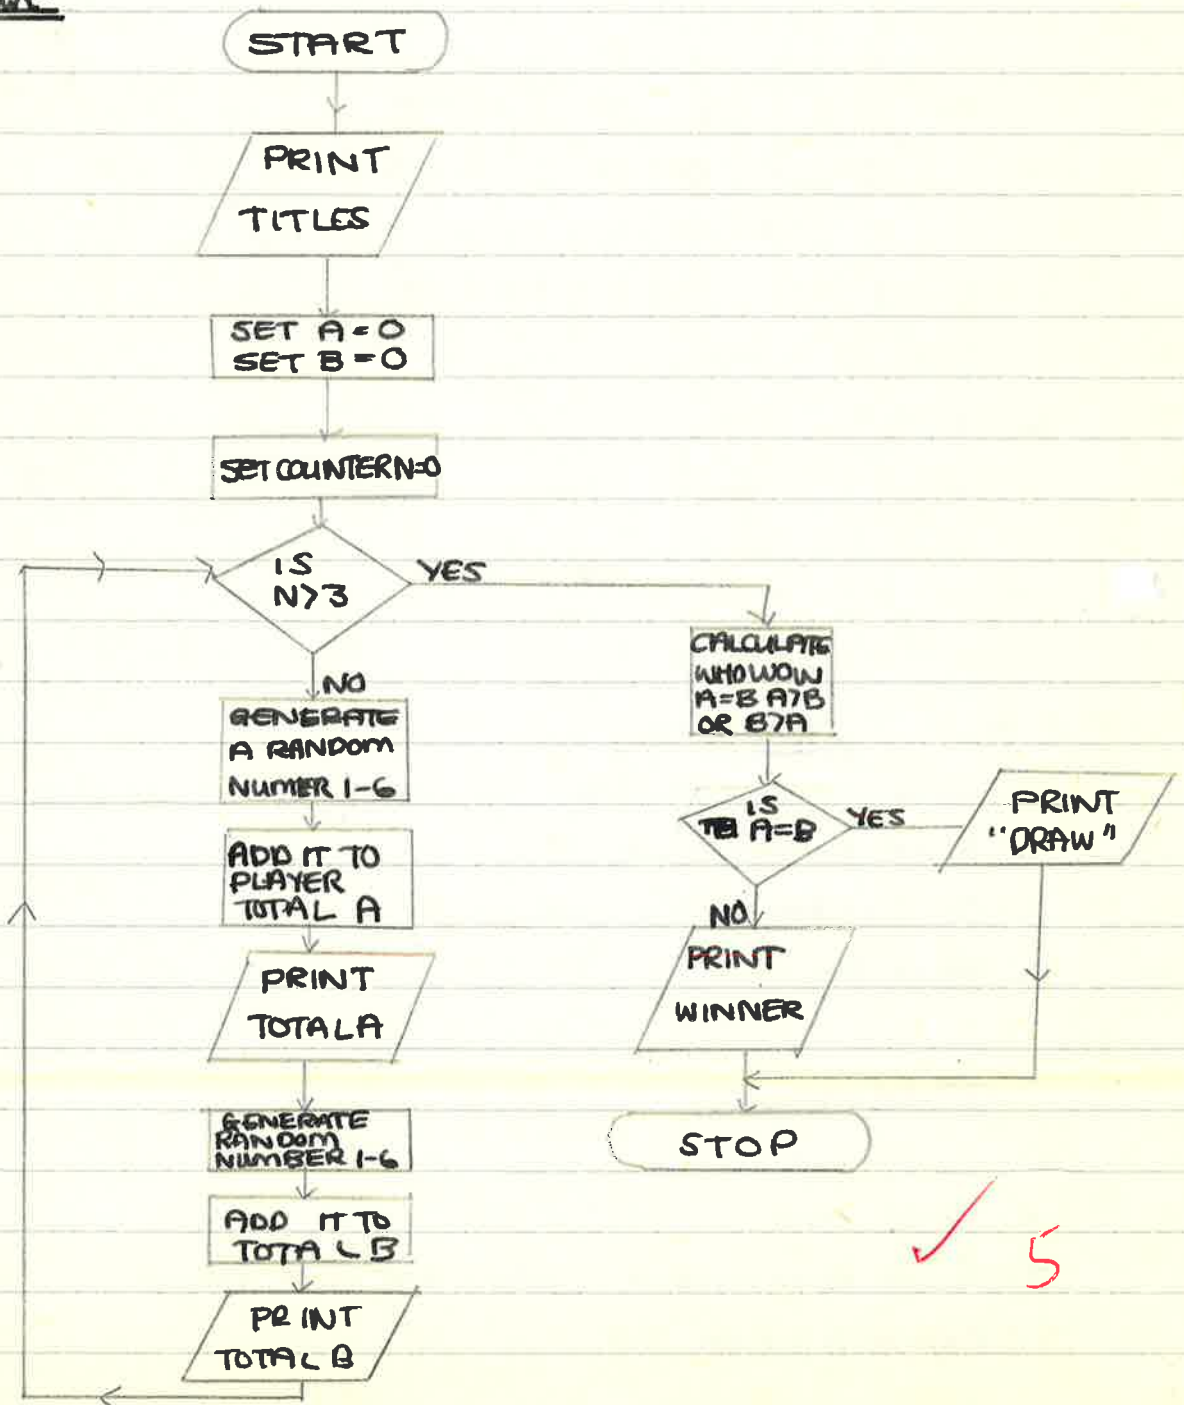 START
PRINT
TITLES
SET A = 0
SET B = 0
SET COUNTER N=0
IS
N>3
YES
NO
GENERATE
A RANDOM
NUMER 1-6
ADD IT TO
PLAYER
TOTAL A
PRINT
TOTAL A
GENERATE
RANDOM
NUMBER 1-6
ADD IT TO
TOTAL B
PRINT
TOTAL B
CALCULATE
WHO WON
A=B A>B
OR B>A
IS
A=B
YES
PRINT
"DRAW"
NO
PRINT
WINNER
STOP
5